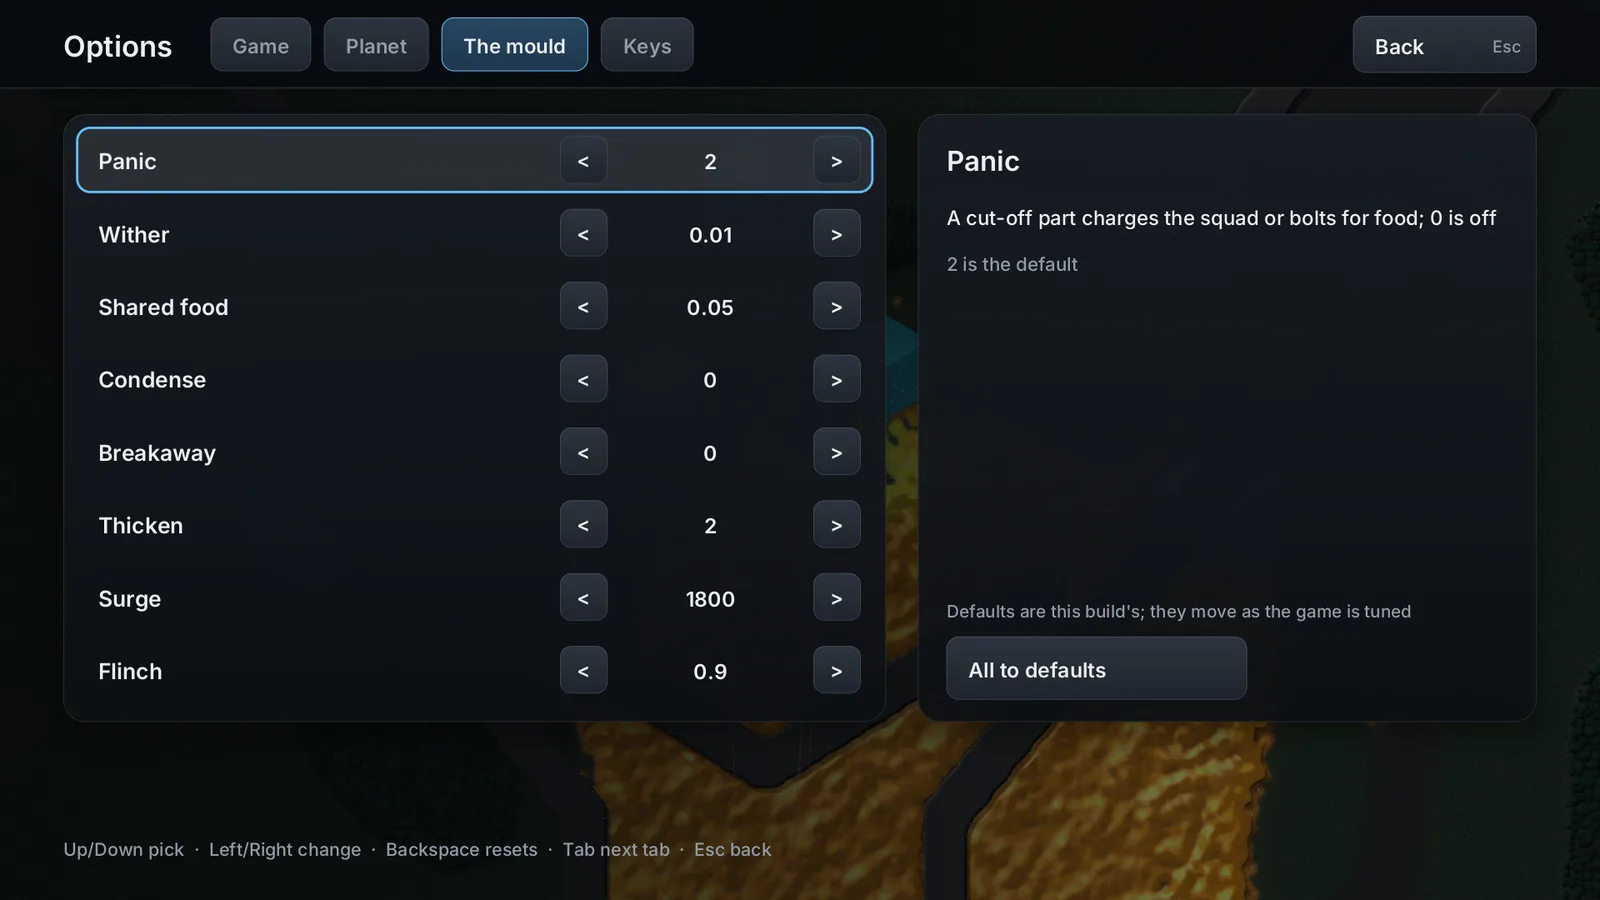 Options
Game
Planet
The mould
Keys
Back
Esc
Panic
<
2
>
Wither
<
0.01
>
Shared food
<
0.05
>
Condense
<
0
>
Breakaway
<
0
>
Thicken
<
2
>
Surge
<
1800
>
Flinch
<
0.9
>
Panic
A cut-off part charges the squad or bolts for food; 0 is off
2 is the default
Defaults are this build's; they move as the game is tuned
All to defaults
Up/Down pick · Left/Right change · Backspace resets · Tab next tab · Esc back